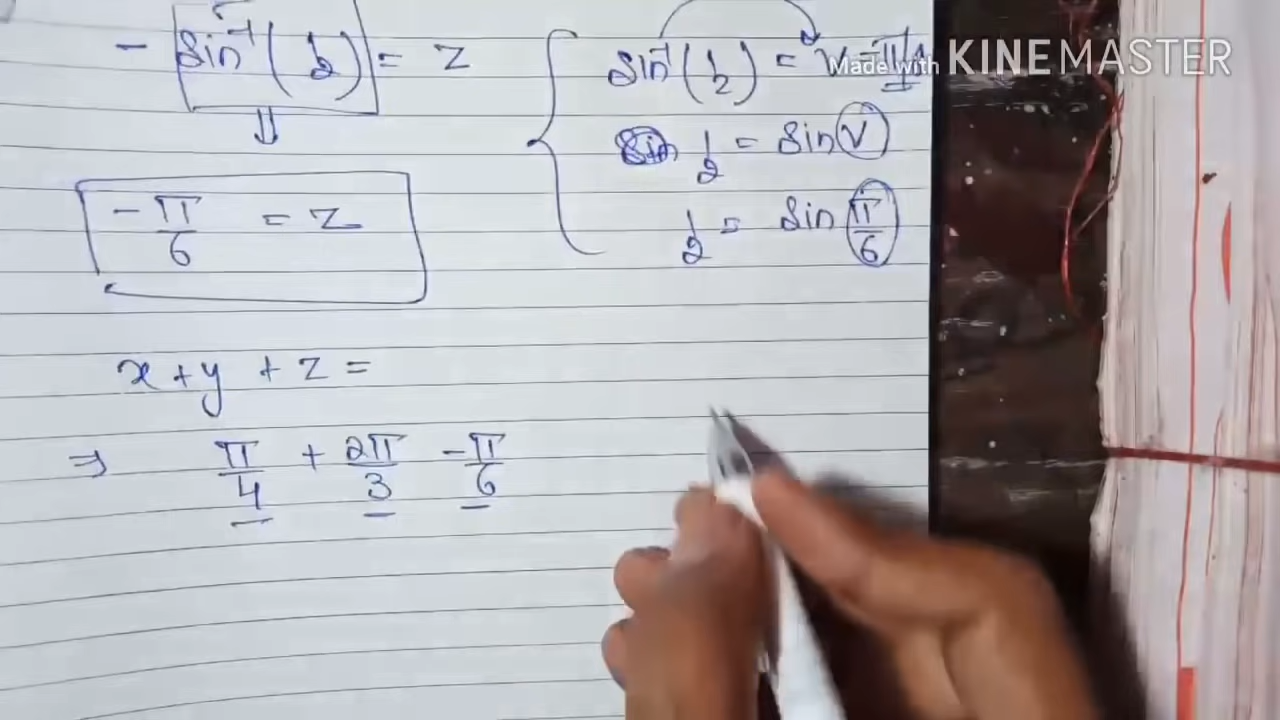 - sin⁻¹(1/2) = z
sin⁻¹(1/2) = v = π/
Made with KINEMASTER
1/2 = sin v
-π/6 = z
1/2 = sin π/6
x + y + z =
⇒ π/4 + 2π/3 - π/6